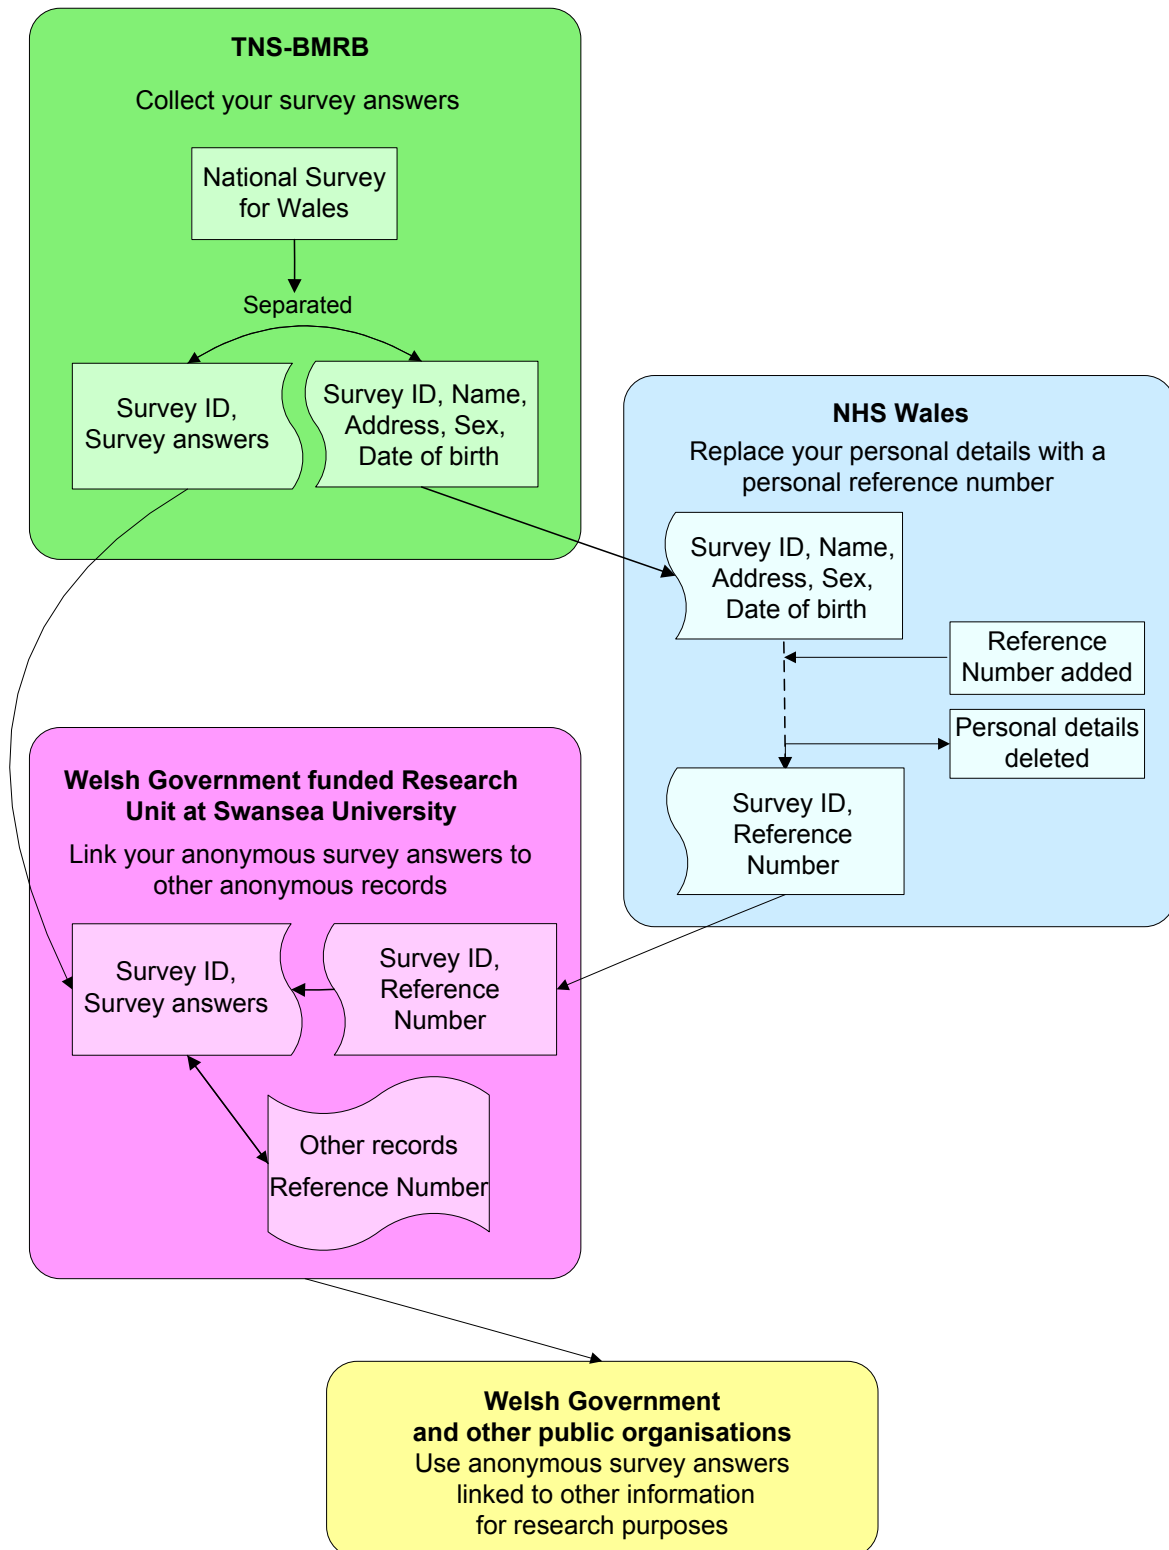 TNS-BMRB
Collect your survey answers
National Survey
for Wales
Separated
Survey ID,
Survey answers
Survey ID, Name,
Address, Sex,
Date of birth
NHS Wales
Replace your personal details with a
personal reference number
Survey ID, Name,
Address, Sex,
Date of birth
Reference
Number added
Personal details
deleted
Survey ID,
Reference
Number
Welsh Government funded Research
Unit at Swansea University
Link your anonymous survey answers to
other anonymous records
Survey ID,
Survey answers
Survey ID,
Reference
Number
Other records
Reference Number
Welsh Government
and other public organisations
Use anonymous survey answers
linked to other information
for research purposes